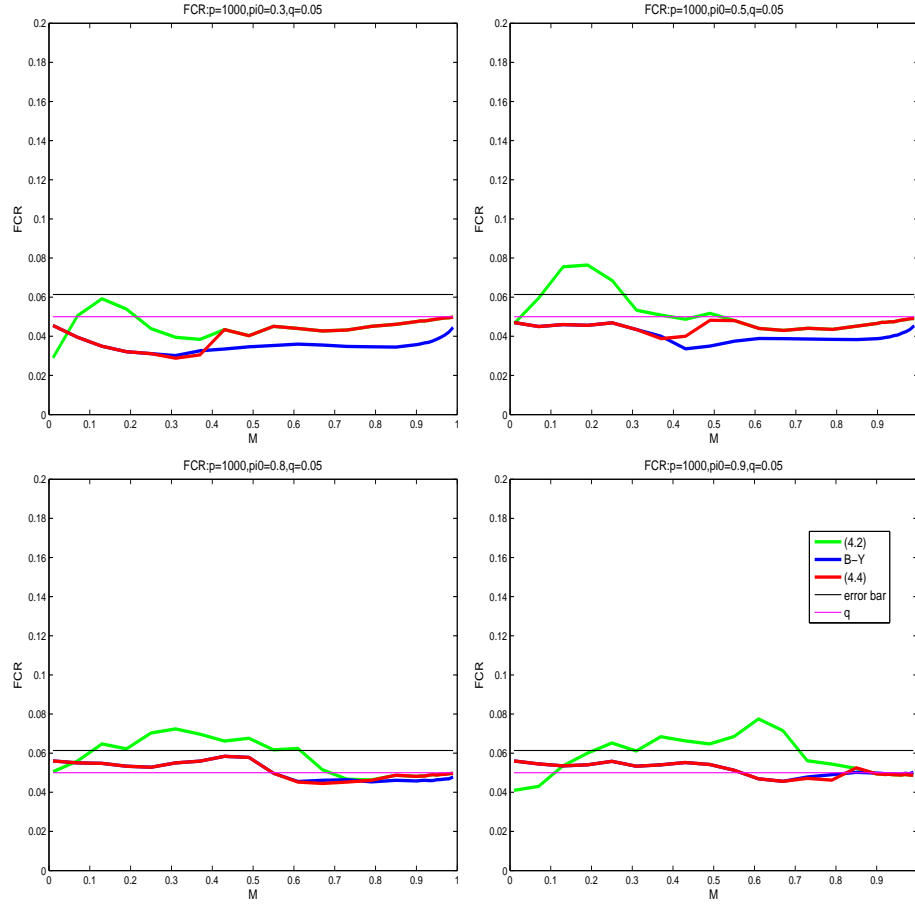 FCR:p=1000,pi0=0.3,q=0.05
0.2
0.18
0.16
0.14
0.12
0.1
0.08
0.06
0.04
0.02
0
FCR
0 0.1 0.2 0.3 0.4 0.5 0.6 0.7 0.8 0.9 1
M
FCR:p=1000,pi0=0.5,q=0.05
0.2
0.18
0.16
0.14
0.12
0.1
0.08
0.06
0.04
0.02
0
FCR
0 0.1 0.2 0.3 0.4 0.5 0.6 0.7 0.8 0.9
M
FCR:p=1000,pi0=0.8,q=0.05
0.2
0.18
0.16
0.14
0.12
0.1
0.08
0.06
0.04
0.02
0
FCR
0 0.1 0.2 0.3 0.4 0.5 0.6 0.7 0.8 0.9 1
M
FCR:p=1000,pi0=0.9,q=0.05
0.2
0.18
0.16
0.14
0.12
0.1
0.08
0.06
0.04
0.02
0
FCR
(4.2)
B−Y
(4.4)
error bar
q
0 0.1 0.2 0.3 0.4 0.5 0.6 0.7 0.8 0.9
M